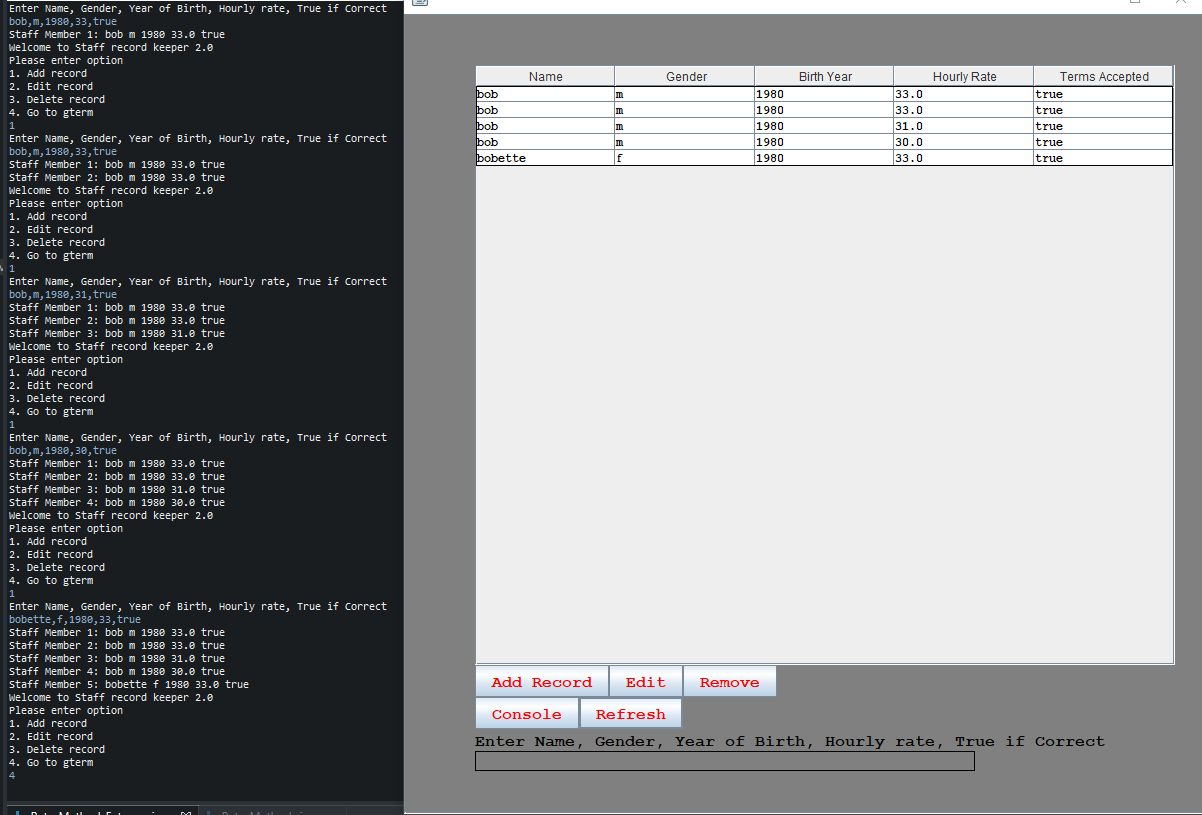 Enter Name, Gender, Year of Birth, Hourly rate, True if Correct
bob,m,1980,33,true
Staff Member 1: bob m 1980 33.0 true
Welcome to Staff record keeper 2.0
Please enter option
1. Add record
2. Edit record
3. Delete record
4. Go to gterm
1
Enter Name, Gender, Year of Birth, Hourly rate, True if Correct
bob,m,1980,33,true
Staff Member 1: bob m 1980 33.0 true
Staff Member 2: bob m 1980 33.0 true
Welcome to Staff record keeper 2.0
Please enter option
1. Add record
2. Edit record
3. Delete record
4. Go to gterm
1
Enter Name, Gender, Year of Birth, Hourly rate, True if Correct
bob,m,1980,31,true
Staff Member 1: bob m 1980 33.0 true
Staff Member 2: bob m 1980 33.0 true
Staff Member 3: bob m 1980 31.0 true
Welcome to Staff record keeper 2.0
Please enter option
1. Add record
2. Edit record
3. Delete record
4. Go to gterm
1
Enter Name, Gender, Year of Birth, Hourly rate, True if Correct
bob,m,1980,30,true
Staff Member 1: bob m 1980 33.0 true
Staff Member 2: bob m 1980 33.0 true
Staff Member 3: bob m 1980 31.0 true
Staff Member 4: bob m 1980 30.0 true
Welcome to Staff record keeper 2.0
Please enter option
1. Add record
2. Edit record
3. Delete record
4. Go to gterm
1
Enter Name, Gender, Year of Birth, Hourly rate, True if Correct
bobette,f,1980,33,true
Staff Member 1: bob m 1980 33.0 true
Staff Member 2: bob m 1980 33.0 true
Staff Member 3: bob m 1980 31.0 true
Staff Member 4: bob m 1980 30.0 true
Staff Member 5: bobette f 1980 33.0 true
Welcome to Staff record keeper 2.0
Please enter option
1. Add record
2. Edit record
3. Delete record
4. Go to gterm
4
Name Gender Birth Year Hourly Rate Terms Accepted
bob m 1980 33.0 true
bob m 1980 33.0 true
bob m 1980 31.0 true
bob m 1980 30.0 true
bobette f 1980 33.0 true
Add Record Edit Remove
Console Refresh
Enter Name, Gender, Year of Birth, Hourly rate, True if Correct